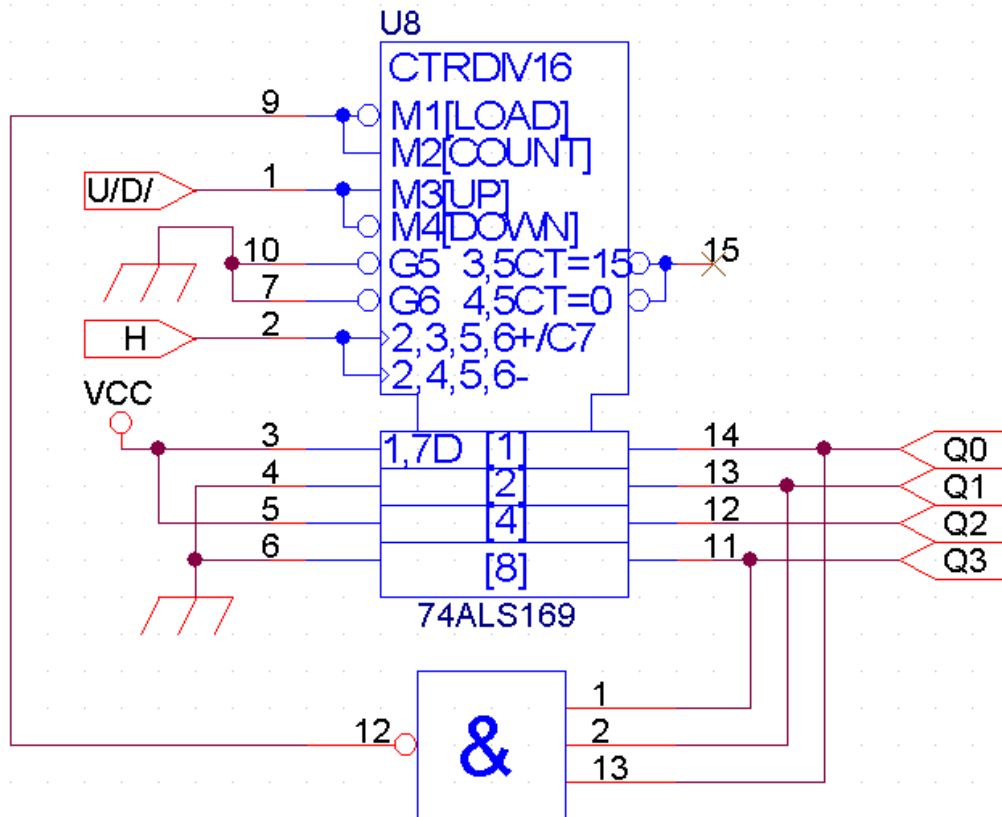 U8
CTRDIV16
9
M1[LOAD]
M2[COUNT]
U/D/
1
M3[UP]
M4[DOWN]
10
G5 3,5CT=15
15
7
G6 4,5CT=0
H
2
2,3,5,6+/C7
2,4,5,6-
VCC
3
1,7D
[1]
14
Q0
4
[2]
13
Q1
5
[4]
12
Q2
6
[8]
11
Q3
74ALS169
12
&
1
2
13